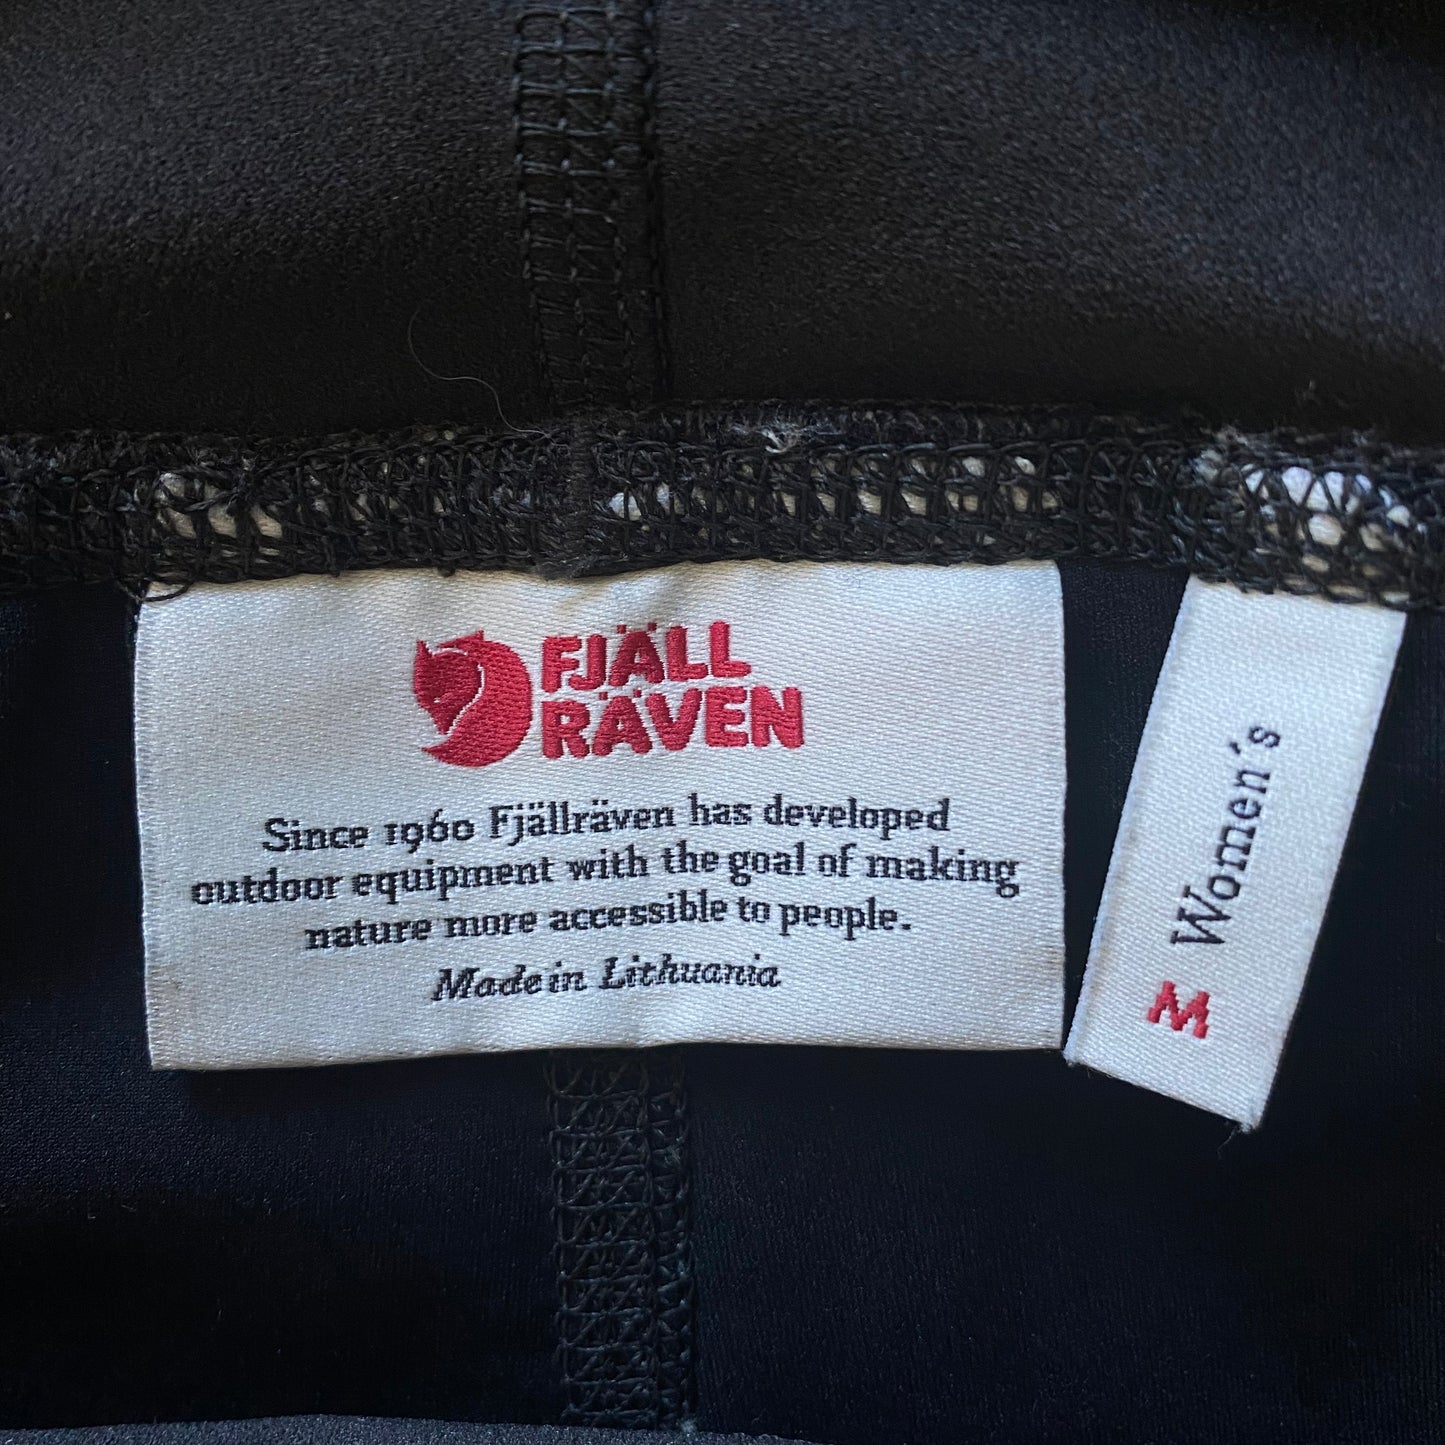 FJÄLL
RÄVEN
Since 1960 Fjällräven has developed
outdoor equipment with the goal of making
nature more accessible to people.
Made in Lithuania
M Women´s